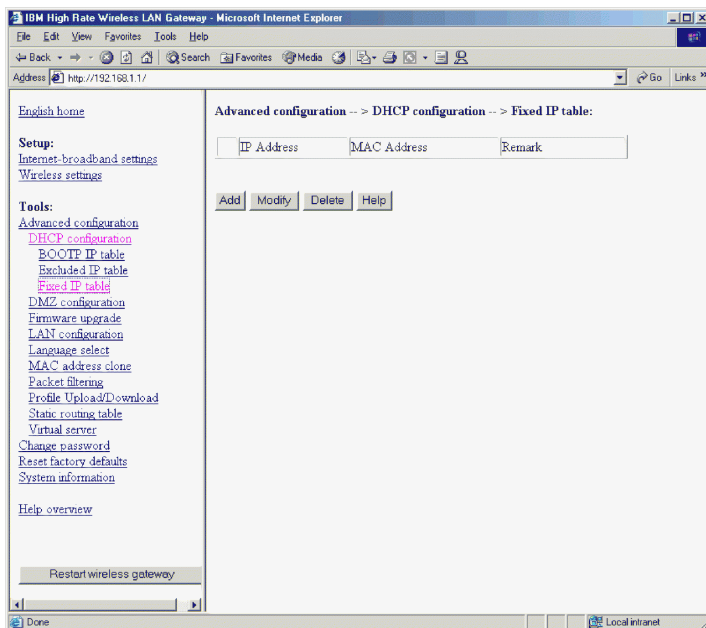 IBM High Rate Wireless LAN Gateway - Microsoft Internet Explorer
File Edit View Favorites Tools Help
Back Search Favorites Media
Address http://192.168.1.1/ Go Links »
English home
Setup:
Internet-broadband settings
Wireless settings
Tools:
Advanced configuration
DHCP configuration
BOOTP IP table
Excluded IP table
Fixed IP table
DMZ configuration
Firmware upgrade
LAN configuration
Language select
MAC address clone
Packet filtering
Profile Upload/Download
Static routing table
Virtual server
Change password
Reset factory defaults
System information
Help overview
Restart wireless gateway
Advanced configuration -- > DHCP configuration -- > Fixed IP table:
IP Address MAC Address Remark
Add Modify Delete Help
Done Local intranet